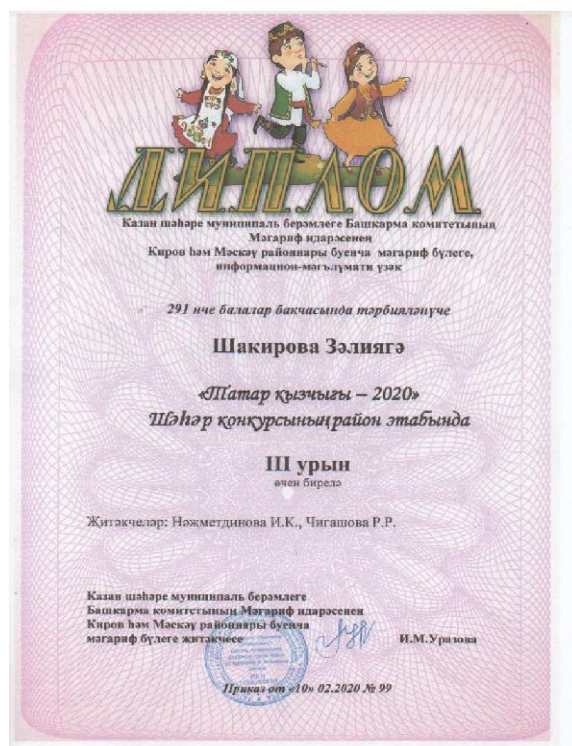 ДИПЛОМ
Казан шәһәре муниципаль берәмлеге Башкарма комитетының
Мәгариф идарәсенең
Киров һәм Мәскәү районнары буенча мәгариф бүлеге,
информацион-мәгълүмати үзәк
291 нче балалар бакчасында тәрбияләнүче
Шакирова Зәлиягә
«Татар қызчыгы – 2020»
Шәһәр қонқурсының район этабында
III урын
өчен бирелә
Җитәкчеләр: Нәҗметдинова И.К., Чигашова Р.Р.
Казан шәһәре муниципаль берәмлеге
Башкарма комитетының Мәгариф идарәсенең
Киров һәм Мәскәү районнары буенча
мәгариф бүлеге җитәкчесе И.М.Уразова
Приказ от «10» 02.2020 № 99